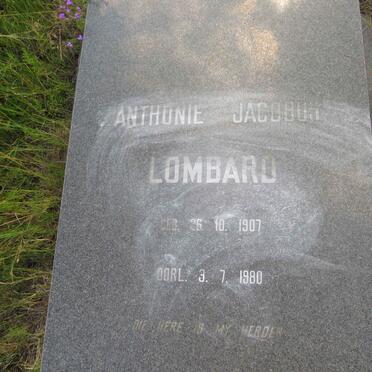 ANTHONIE JACOBUS
LOMBARD
GEB. 26. 10. 1907
OORL. 3. 7. 1980
DIE HERE IS MY HERDER